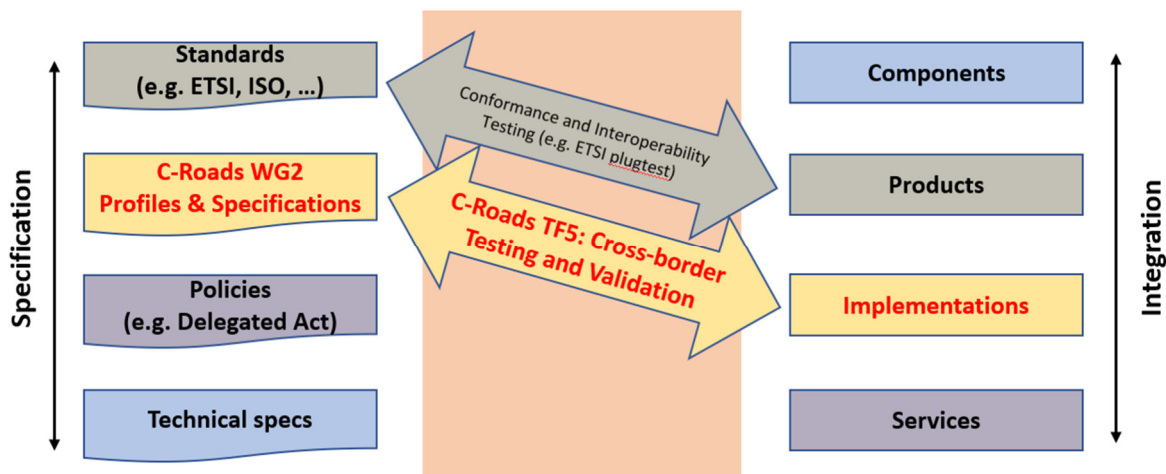 Specification
Standards
(e.g. ETSI, ISO, ...)
C-Roads WG2
Profiles & Specifications
Policies
(e.g. Delegated Act)
Technical specs
Conformance and Interoperability
Testing (e.g. ETSI plugtest)
C-Roads TF5: Cross-border
Testing and Validation
Components
Products
Implementations
Services
Integration